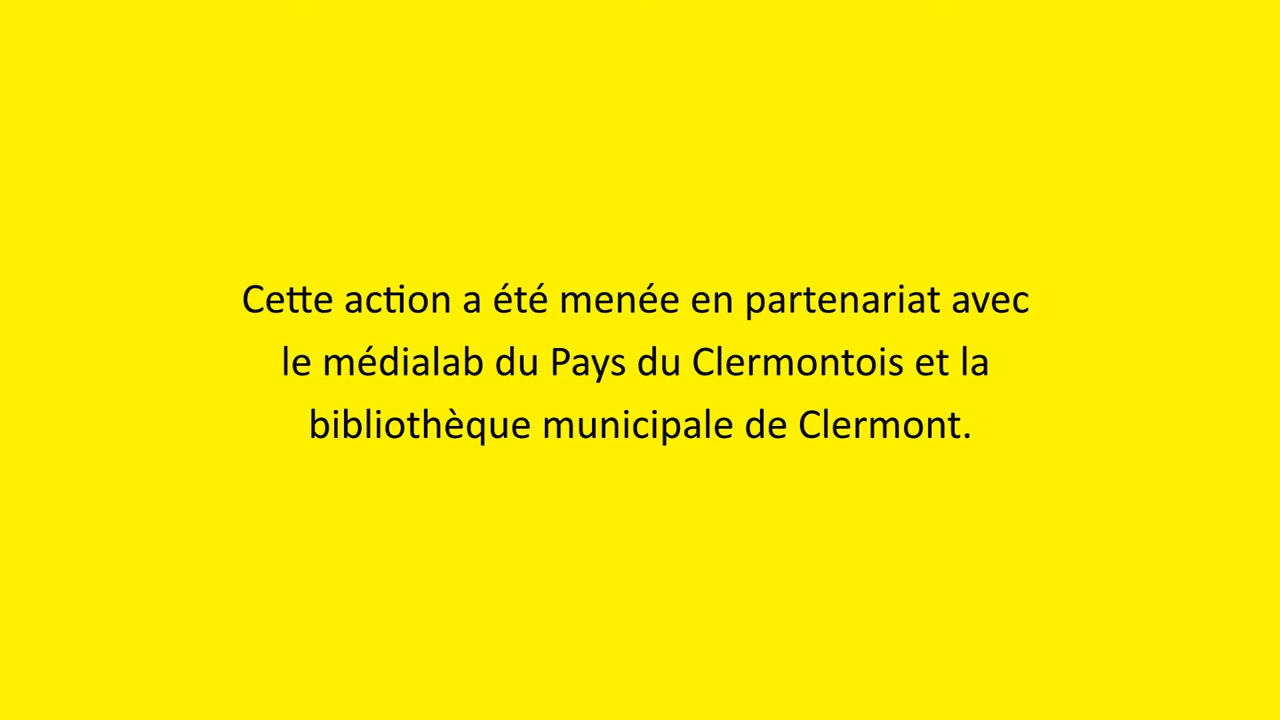 Cette action a été menée en partenariat avec
le médialab du Pays du Clermontois et la
bibliothèque municipale de Clermont.